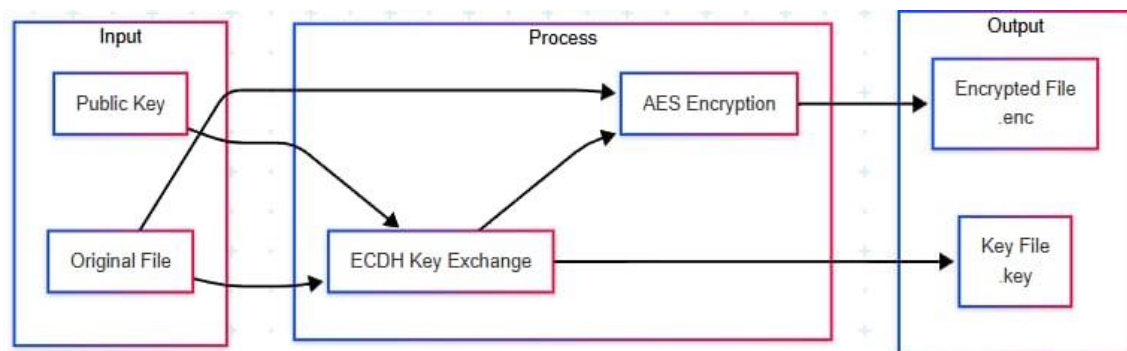 Input
Process
Output
Public Key
AES Encryption
Encrypted File
.enc
Original File
ECDH Key Exchange
Key File
.key